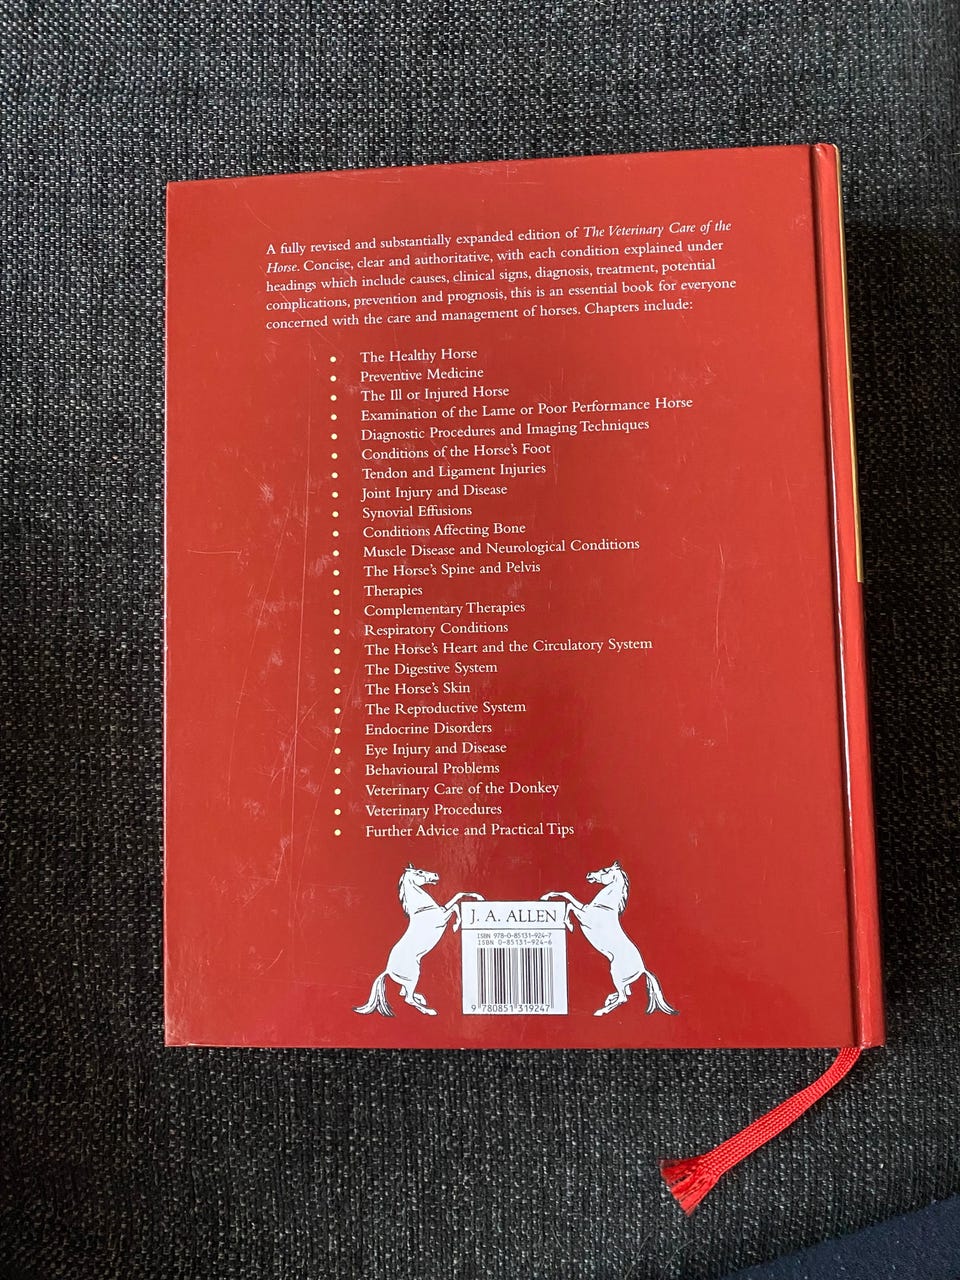 A fully revised and substantially expanded edition of The Veterinary Care of the
Horse. Concise, clear and authoritative, with each condition explained under
headings which include causes, clinical signs, diagnosis, treatment, potential
complications, prevention and prognosis, this is an essential book for everyone
concerned with the care and management of horses. Chapters include:
• The Healthy Horse
• Preventive Medicine
• The Ill or Injured Horse
• Examination of the Lame or Poor Performance Horse
• Diagnostic Procedures and Imaging Techniques
• Conditions of the Horse's Foot
• Tendon and Ligament Injuries
• Joint Injury and Disease
• Synovial Effusions
• Conditions Affecting Bone
• Muscle Disease and Neurological Conditions
• The Horse's Spine and Pelvis
• Therapies
• Complementary Therapies
• Respiratory Conditions
• The Horse's Heart and the Circulatory System
• The Digestive System
• The Horse's Skin
• The Reproductive System
• Endocrine Disorders
• Eye Injury and Disease
• Behavioural Problems
• Veterinary Care of the Donkey
• Veterinary Procedures
• Further Advice and Practical Tips
J. A. ALLEN
ISBN 978-0-85131-924-7
ISBN 0-85131-924-6
9 780851 319247